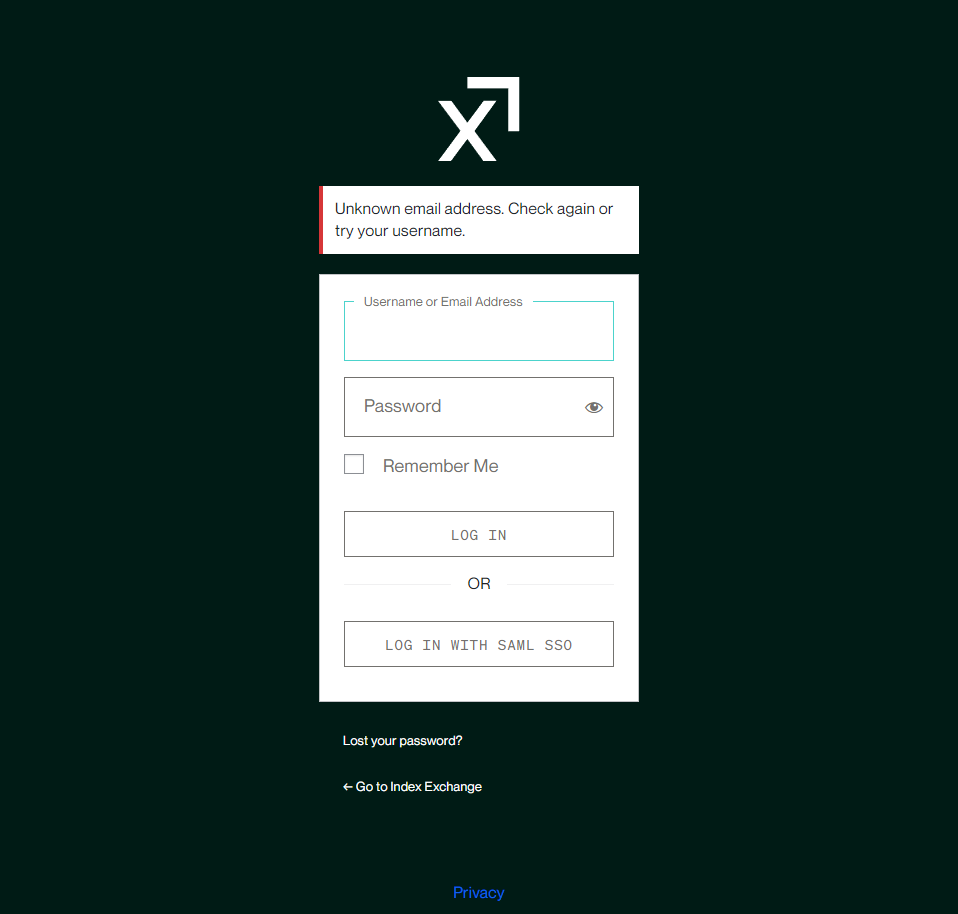 Unknown email address. Check again or
try your username.
Username or Email Address
Password
Remember Me
LOG IN
OR
LOG IN WITH SAML SSO
Lost your password?
← Go to Index Exchange
Privacy